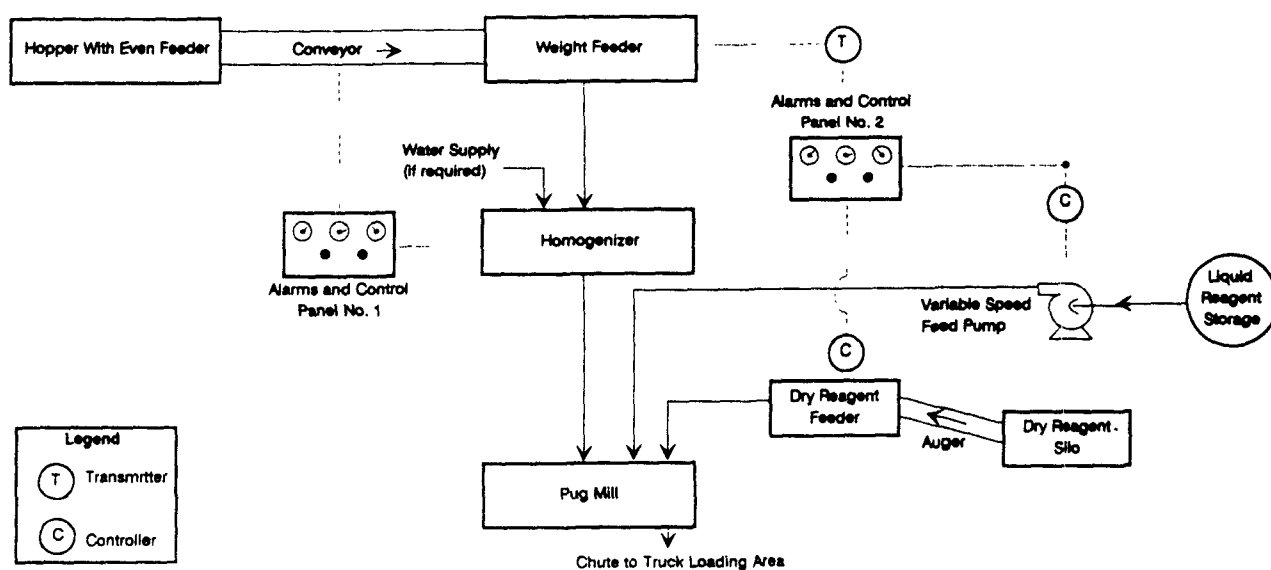 Hopper With Even Feeder
Conveyor
Weight Feeder
T
Alarms and Control
Panel No. 2
Water Supply
(if required)
C
Homogenizer
Alarms and Control
Panel No. 1
Variable Speed
Feed Pump
Liquid
Reagent
Storage
C
Dry Reagent
Feeder
Auger
Dry Reagent
Silo
Legend
T Transmrtter
C Controller
Pug Mill
Chute to Truck Loading Area